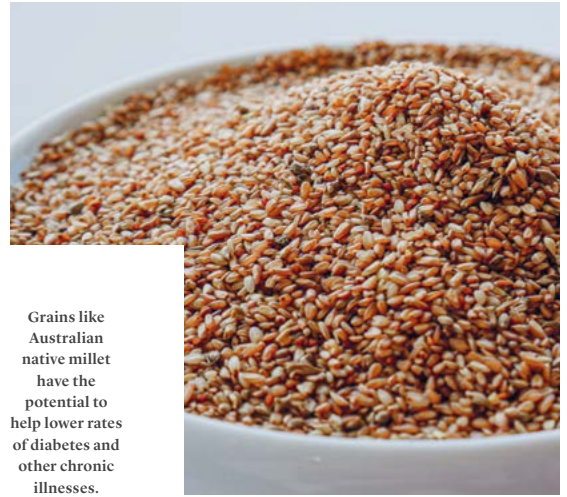 Grains like
Australian
native millet
have the
potential to
help lower rates
of diabetes and
other chronic
illnesses.